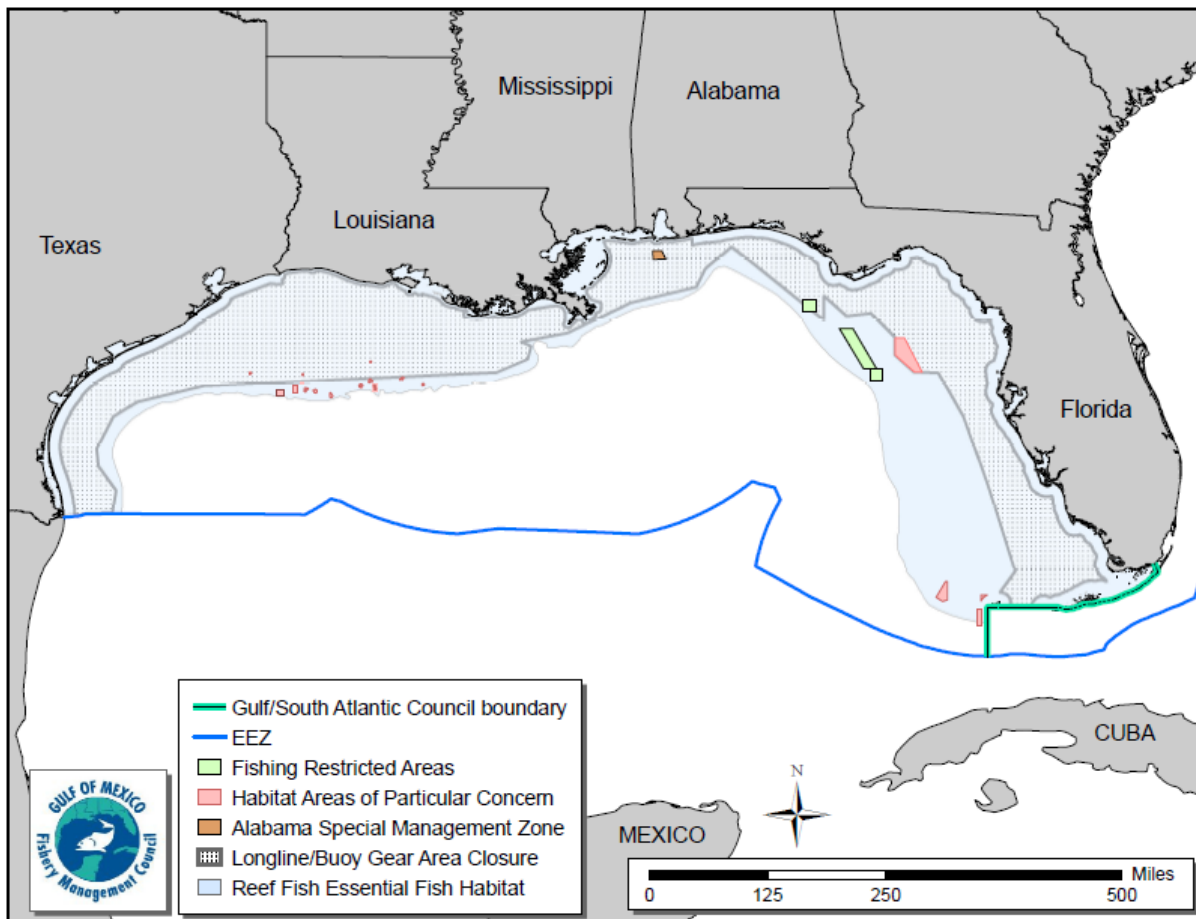 Mississippi
Alabama
Louisiana
Texas
Florida
CUBA
MEXICO
N
Gulf/South Atlantic Council boundary
EEZ
Fishing Restricted Areas
Habitat Areas of Particular Concern
Alabama Special Management Zone
Longline/Buoy Gear Area Closure
Reef Fish Essential Fish Habitat
GULF OF MEXICO
Fishery Management Council
Miles
0 125 250 500